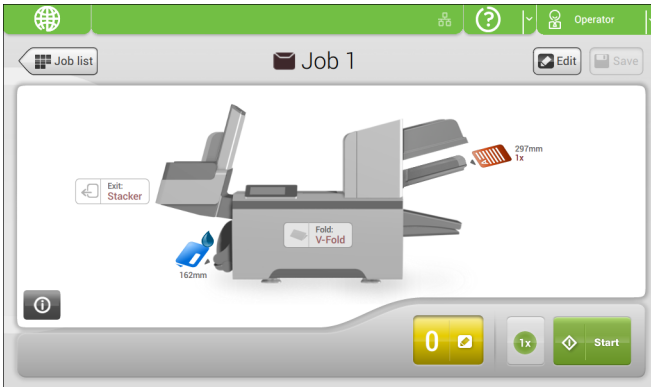 Operator
Job list
Job 1
Edit
Save
297mm
1x
Exit:
Stacker
Fold:
V-Fold
162mm
0
1x
Start